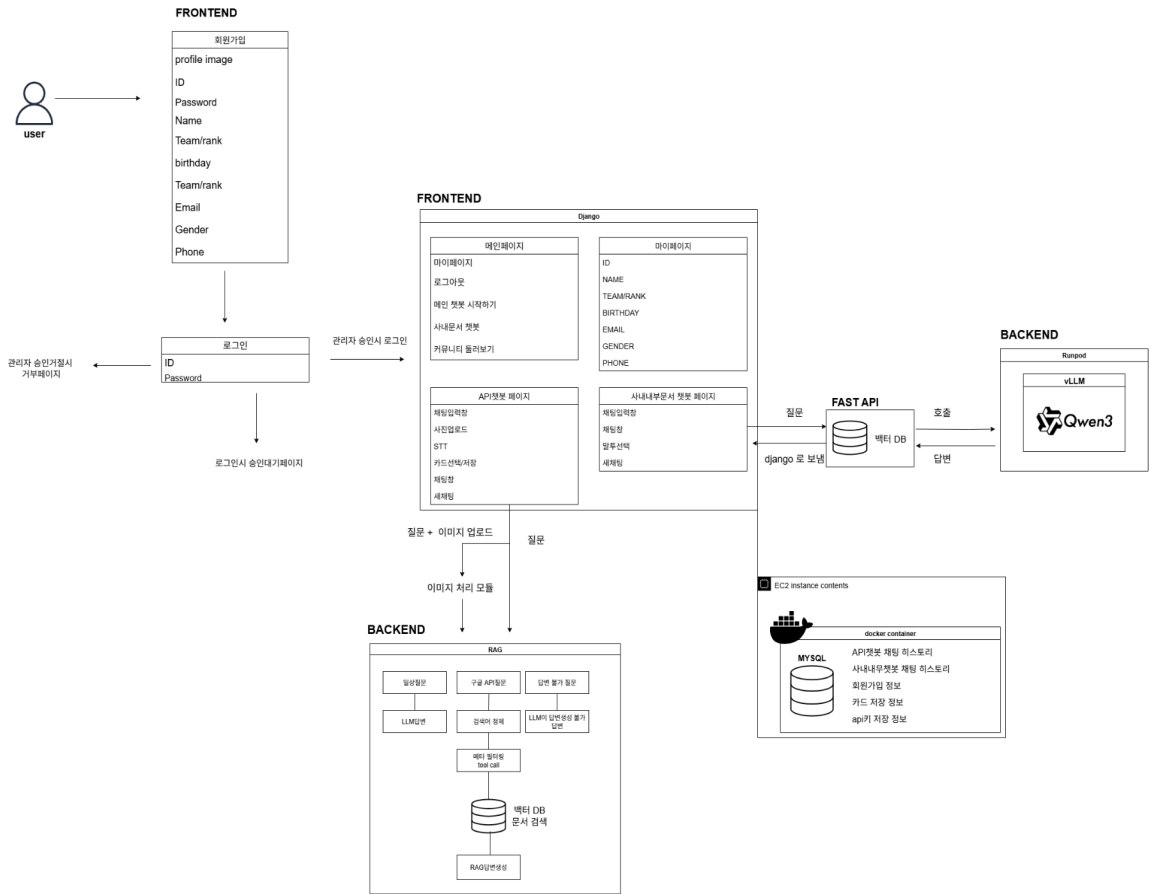 FRONTEND
회원가입
profile image
ID
Password
Name
Team/rank
birthday
Team/rank
Email
Gender
Phone
user
로그인
ID
Password
관리자 승인거절시
거부페이지
로그인시 승인대기페이지
관리자 승인시 로그인
FRONTEND
Django
메인페이지
마이페이지
로그아웃
메인 챗봇 시작하기
사내문서 챗봇
커뮤니티 둘러보기
마이페이지
ID
NAME
TEAM/RANK
BIRTHDAY
EMAIL
GENDER
PHONE
API챗봇 페이지
채팅입력창
사진업로드
STT
카드선택/저장
채팅창
새채팅
사내내부문서 챗봇 페이지
채팅입력창
채팅창
말투선택
새채팅
질문
django 로 보냄
FAST API
백터 DB
호출
답변
BACKEND
Runpod
vLLM
Qwen3
질문 + 이미지 업로드
질문
이미지 처리 모듈
BACKEND
RAG
일상질문
LLM답변
구글 API질문
검색어 정제
메타 필터링
tool call
백터 DB
문서 검색
RAG답변생성
답변 불가 질문
LLM이 답변생성 불가
답변
EC2 instance contents
docker container
MYSQL
API챗봇 채팅 히스토리
사내내무챗봇 채팅 히스토리
회원가입 정보
카드 저장 정보
api키 저장 정보